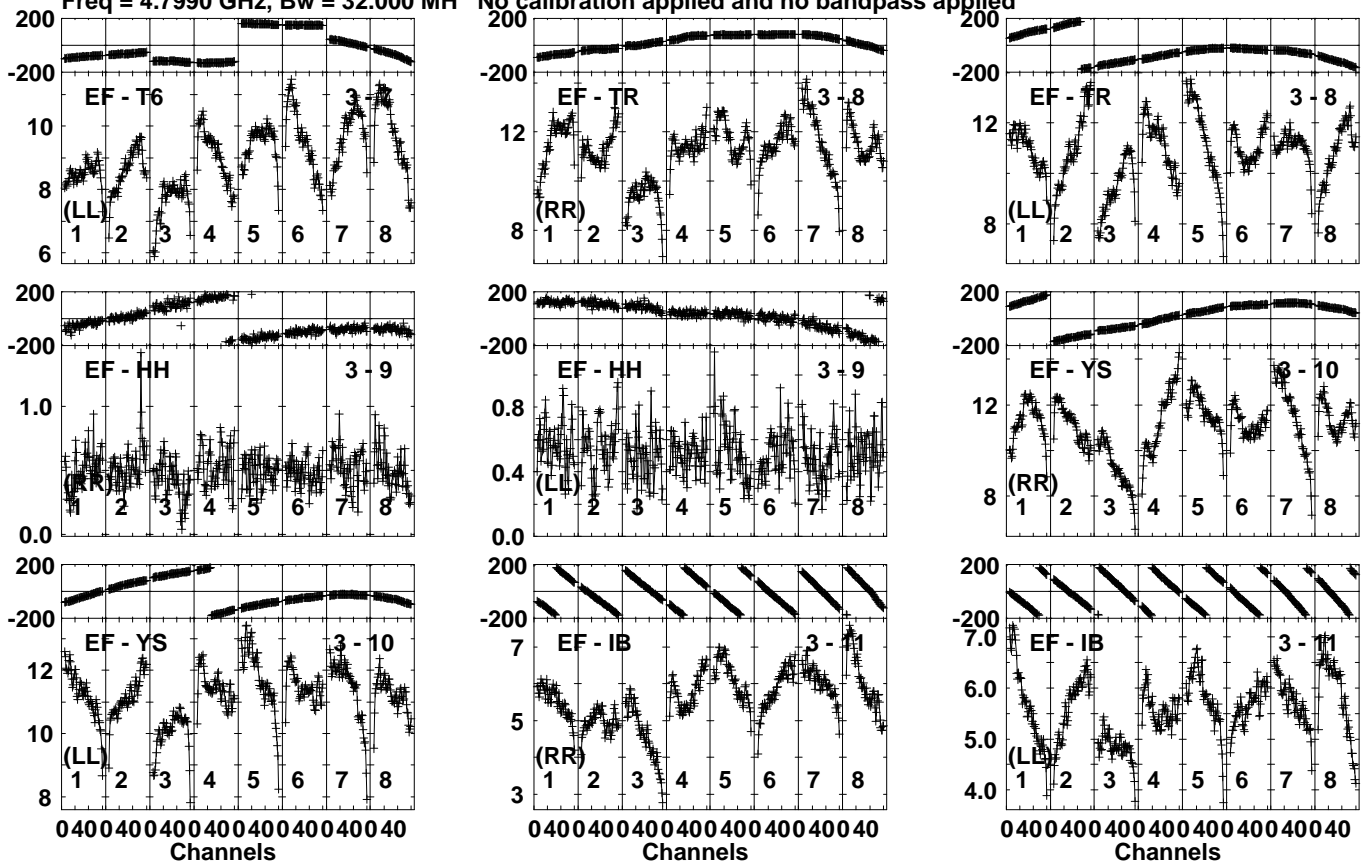 Freq = 4.7990 GHz, Bw = 32.000 MH No calibration applied and no bandpass applied
200 200 200
-200 -200 -200
EF - T6 3 - 7 EF - TR 3 - 8 EF - TR 3 - 8
10 12 12
8
(LL) (RR) (LL)
1 2 3 4 5 6 7 8 8 1 2 3 4 5 6 7 8 8 1 2 3 4 5 6 7 8
6
200 200 200
-200 -200 -200
EF - HH 3 - 9 EF - HH 3 - 9 EF - YS 3 - 10
1.0 0.8 12
0.4
(RR) (LL) (RR)
1 2 3 4 5 6 7 8 1 2 3 4 5 6 7 8 8 1 2 3 4 5 6 7 8
0.0 0.0
200 200 200
-200 -200 -200
EF - YS 3 - 10 EF - IB 3 - 11 EF - IB 3 - 11
12 7 7.0
6.0
10 5 5.0
(LL) (RR) (LL)
1 2 3 4 5 6 7 8 1 2 3 4 5 6 7 8 1 2 3 4 5 6 7 8
8 3 4.0
040040040040040040040 40 040040040040040040040 40 040040040040040040040 40
Channels Channels Channels